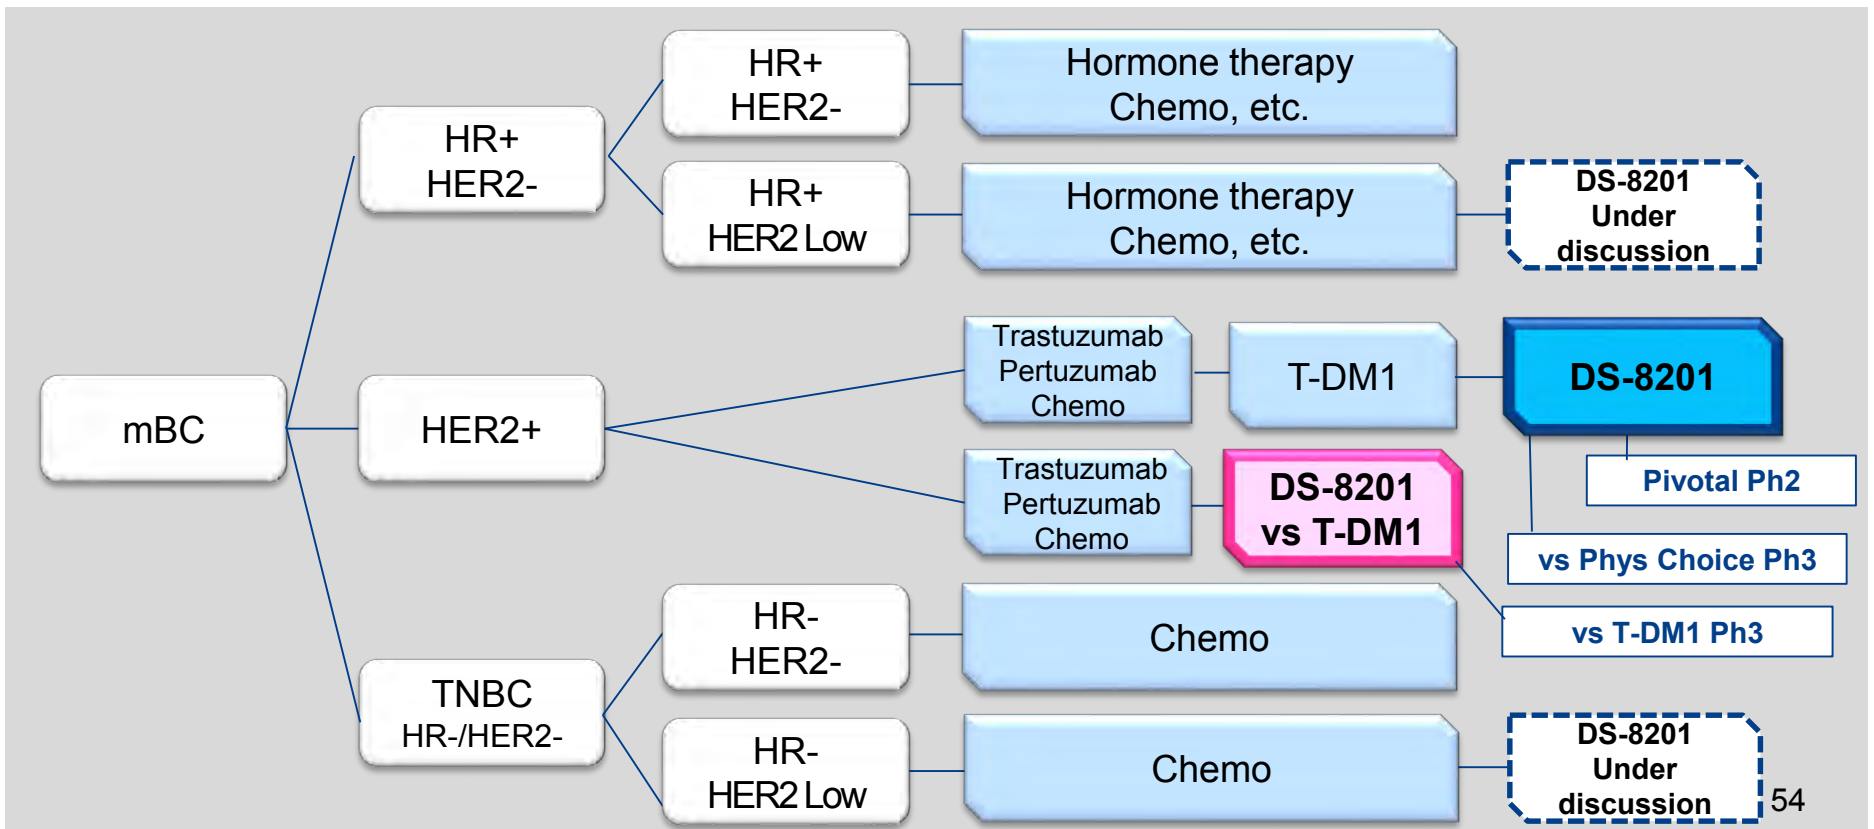 HR+
HER2-
Hormone therapy
Chemo, etc.
HR+
HER2-
HR+
HER2 Low
Hormone therapy
Chemo, etc.
DS-8201
Under
discussion
mBC
HER2+
Trastuzumab
Pertuzumab
Chemo
T-DM1
DS-8201
Pivotal Ph2
Trastuzumab
Pertuzumab
Chemo
DS-8201
vs T-DM1
vs Phys Choice Ph3
vs T-DM1 Ph3
TNBC
HR-/HER2-
HR-
HER2-
Chemo
HR-
HER2 Low
Chemo
DS-8201
Under
discussion
54